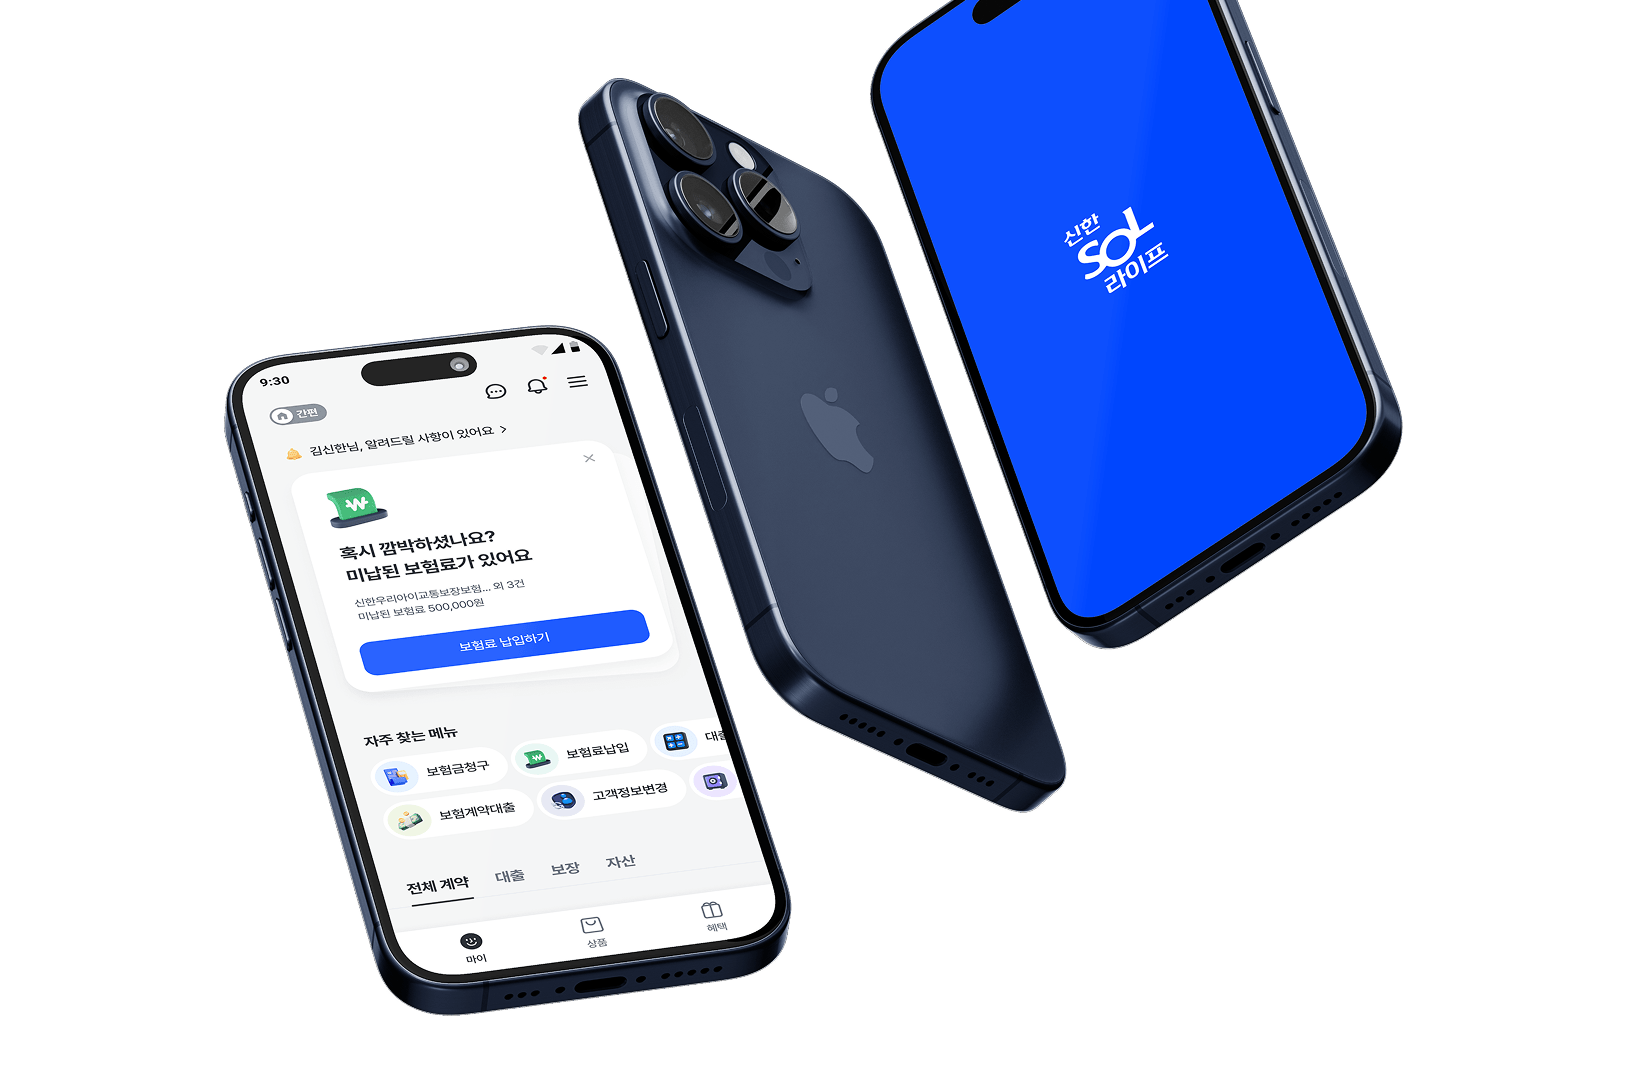 9:30
간편
김신한님, 알려드릴 사항이 있어요
혹시 깜박하셨나요?
미납된 보험료가 있어요
신한우리아이교통보장보험... 외 3건
미납된 보험료 500,000원
보험료 납입하기
자주 찾는 메뉴
보험금청구
보험료납입
보험계약대출
고객정보변경
전체 계약
대출
보장
자산
마이
상품
혜택
신한
SOL
라이프